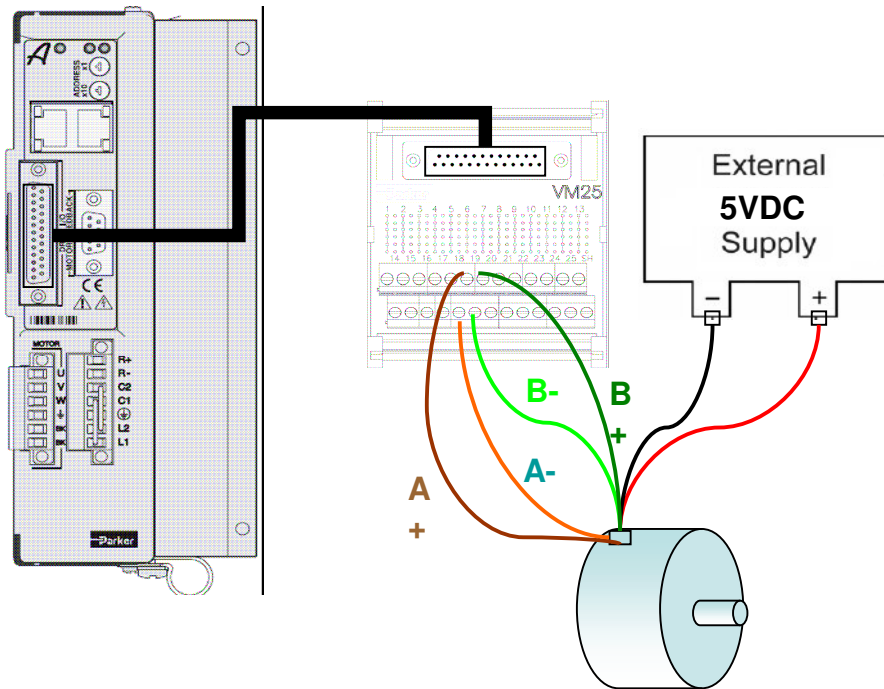 A
ADDRESS
X1
X10
MOTOR FEEDBACK
CE
MOTOR
U
V
W
R+
R-
C2
C1
L2
L1
Parker
VM25
1 2 3 4 5 6 7 8 9 10 11 12 13
14 15 16 17 18 19 20 21 22 23 24 25 SH
External
5VDC
Supply
- +
B-
B
+
A-
A
+